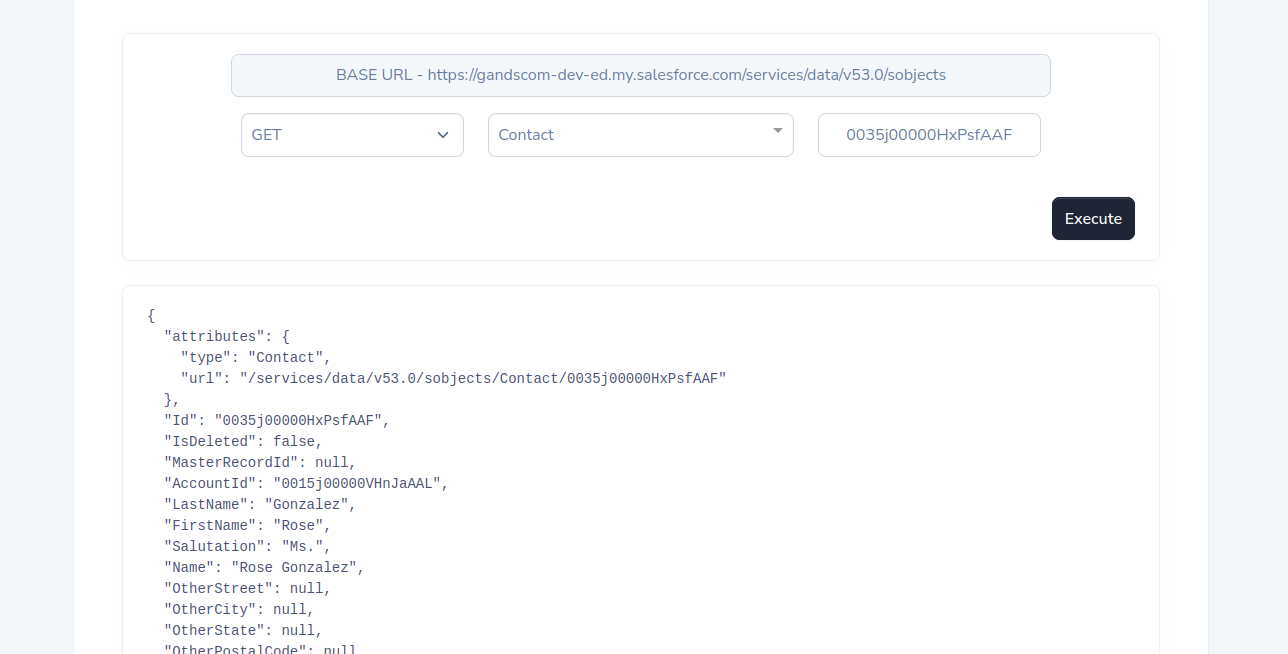 BASE URL - https://gandscom-dev-ed.my.salesforce.com/services/data/v53.0/sobjects
GET Contact 0035j00000HxPsfAAF
Execute
{
  "attributes": {
    "type": "Contact",
    "url": "/services/data/v53.0/sobjects/Contact/0035j00000HxPsfAAF"
  },
  "Id": "0035j00000HxPsfAAF",
  "IsDeleted": false,
  "MasterRecordId": null,
  "AccountId": "0015j00000VHnJaAAL",
  "LastName": "Gonzalez",
  "FirstName": "Rose",
  "Salutation": "Ms.",
  "Name": "Rose Gonzalez",
  "OtherStreet": null,
  "OtherCity": null,
  "OtherState": null,
  "OtherPostalCode": null